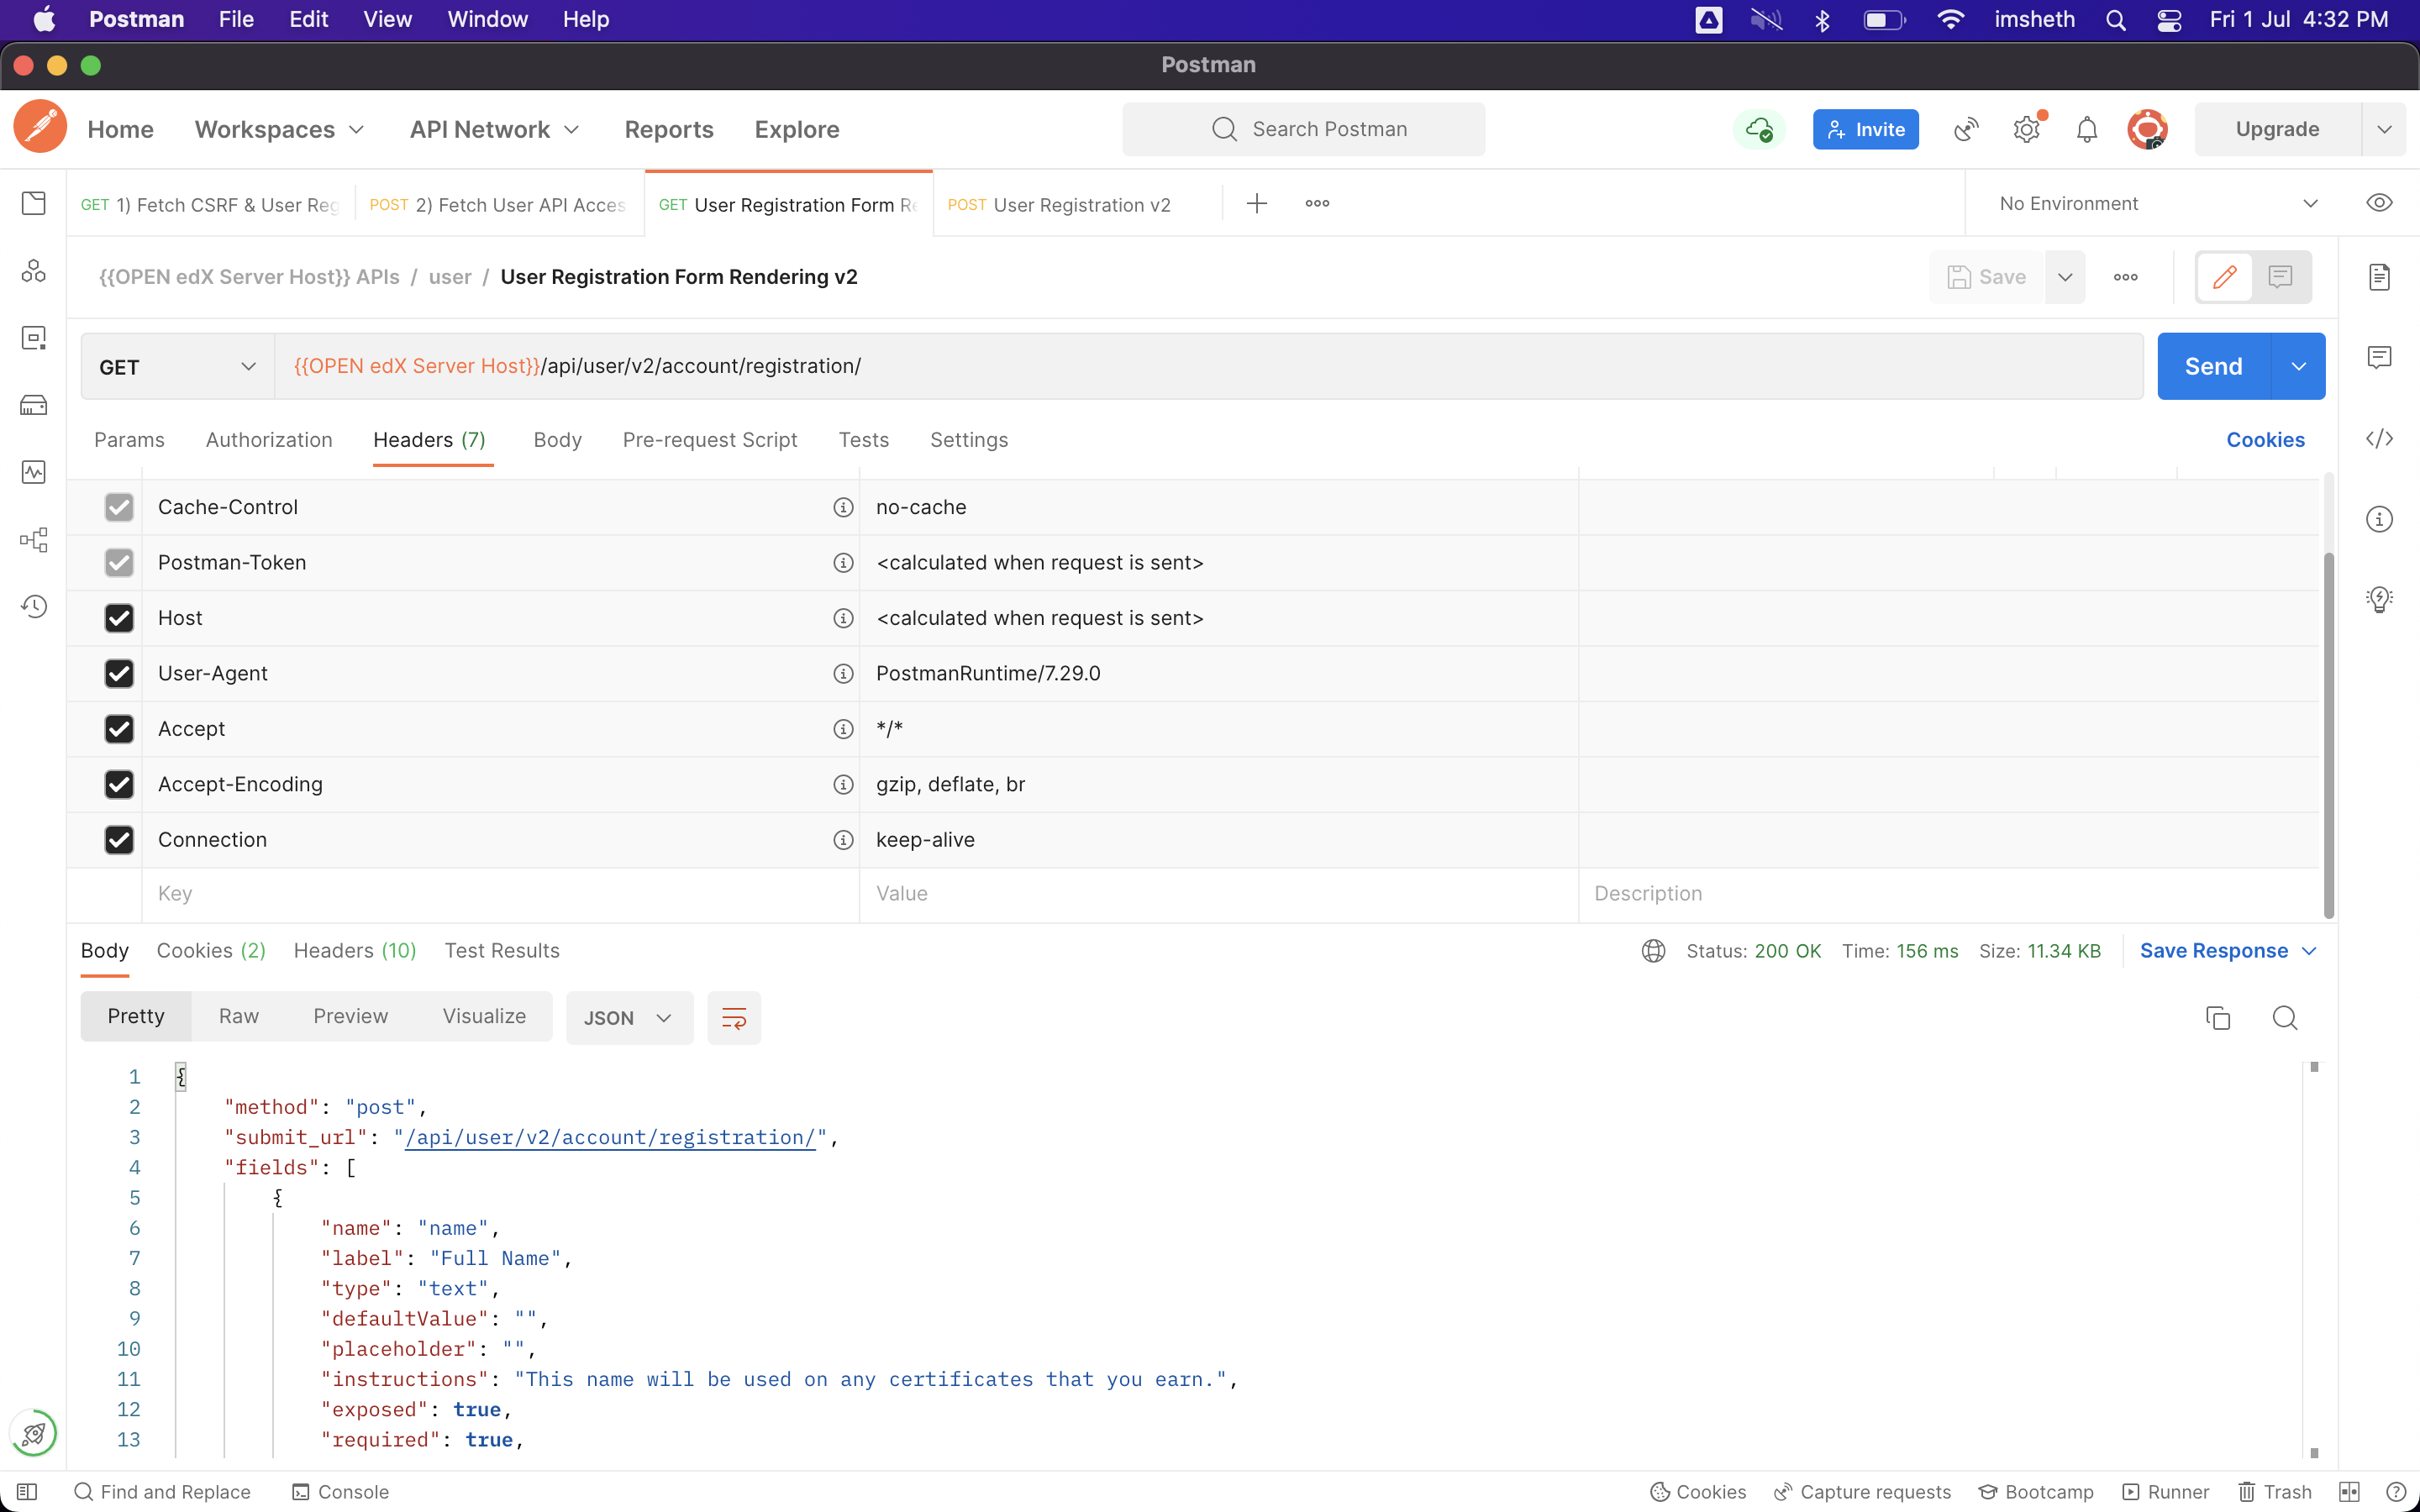 Postman File Edit View Window Help imsheth Fri 1 Jul 4:32 PM
Postman
Home Workspaces API Network Reports Explore Search Postman Invite Upgrade
GET 1) Fetch CSRF & User Reg POST 2) Fetch User API Acces GET User Registration Form Re POST User Registration v2 No Environment
{{OPEN edX Server Host}} APIs / user / User Registration Form Rendering v2 Save
GET {{OPEN edX Server Host}}/api/user/v2/account/registration/ Send
Params Authorization Headers (7) Body Pre-request Script Tests Settings Cookies
Cache-Control no-cache
Postman-Token <calculated when request is sent>
Host <calculated when request is sent>
User-Agent PostmanRuntime/7.29.0
Accept */*
Accept-Encoding gzip, deflate, br
Connection keep-alive
Key Value Description
Body Cookies (2) Headers (10) Test Results Status: 200 OK Time: 156 ms Size: 11.34 KB Save Response
Pretty Raw Preview Visualize JSON
1 {
2 "method": "post",
3 "submit_url": "/api/user/v2/account/registration/",
4 "fields": [
5 {
6 "name": "name",
7 "label": "Full Name",
8 "type": "text",
9 "defaultValue": "",
10 "placeholder": "",
11 "instructions": "This name will be used on any certificates that you earn.",
12 "exposed": true,
13 "required": true,
Find and Replace Console Cookies Capture requests Bootcamp Runner Trash